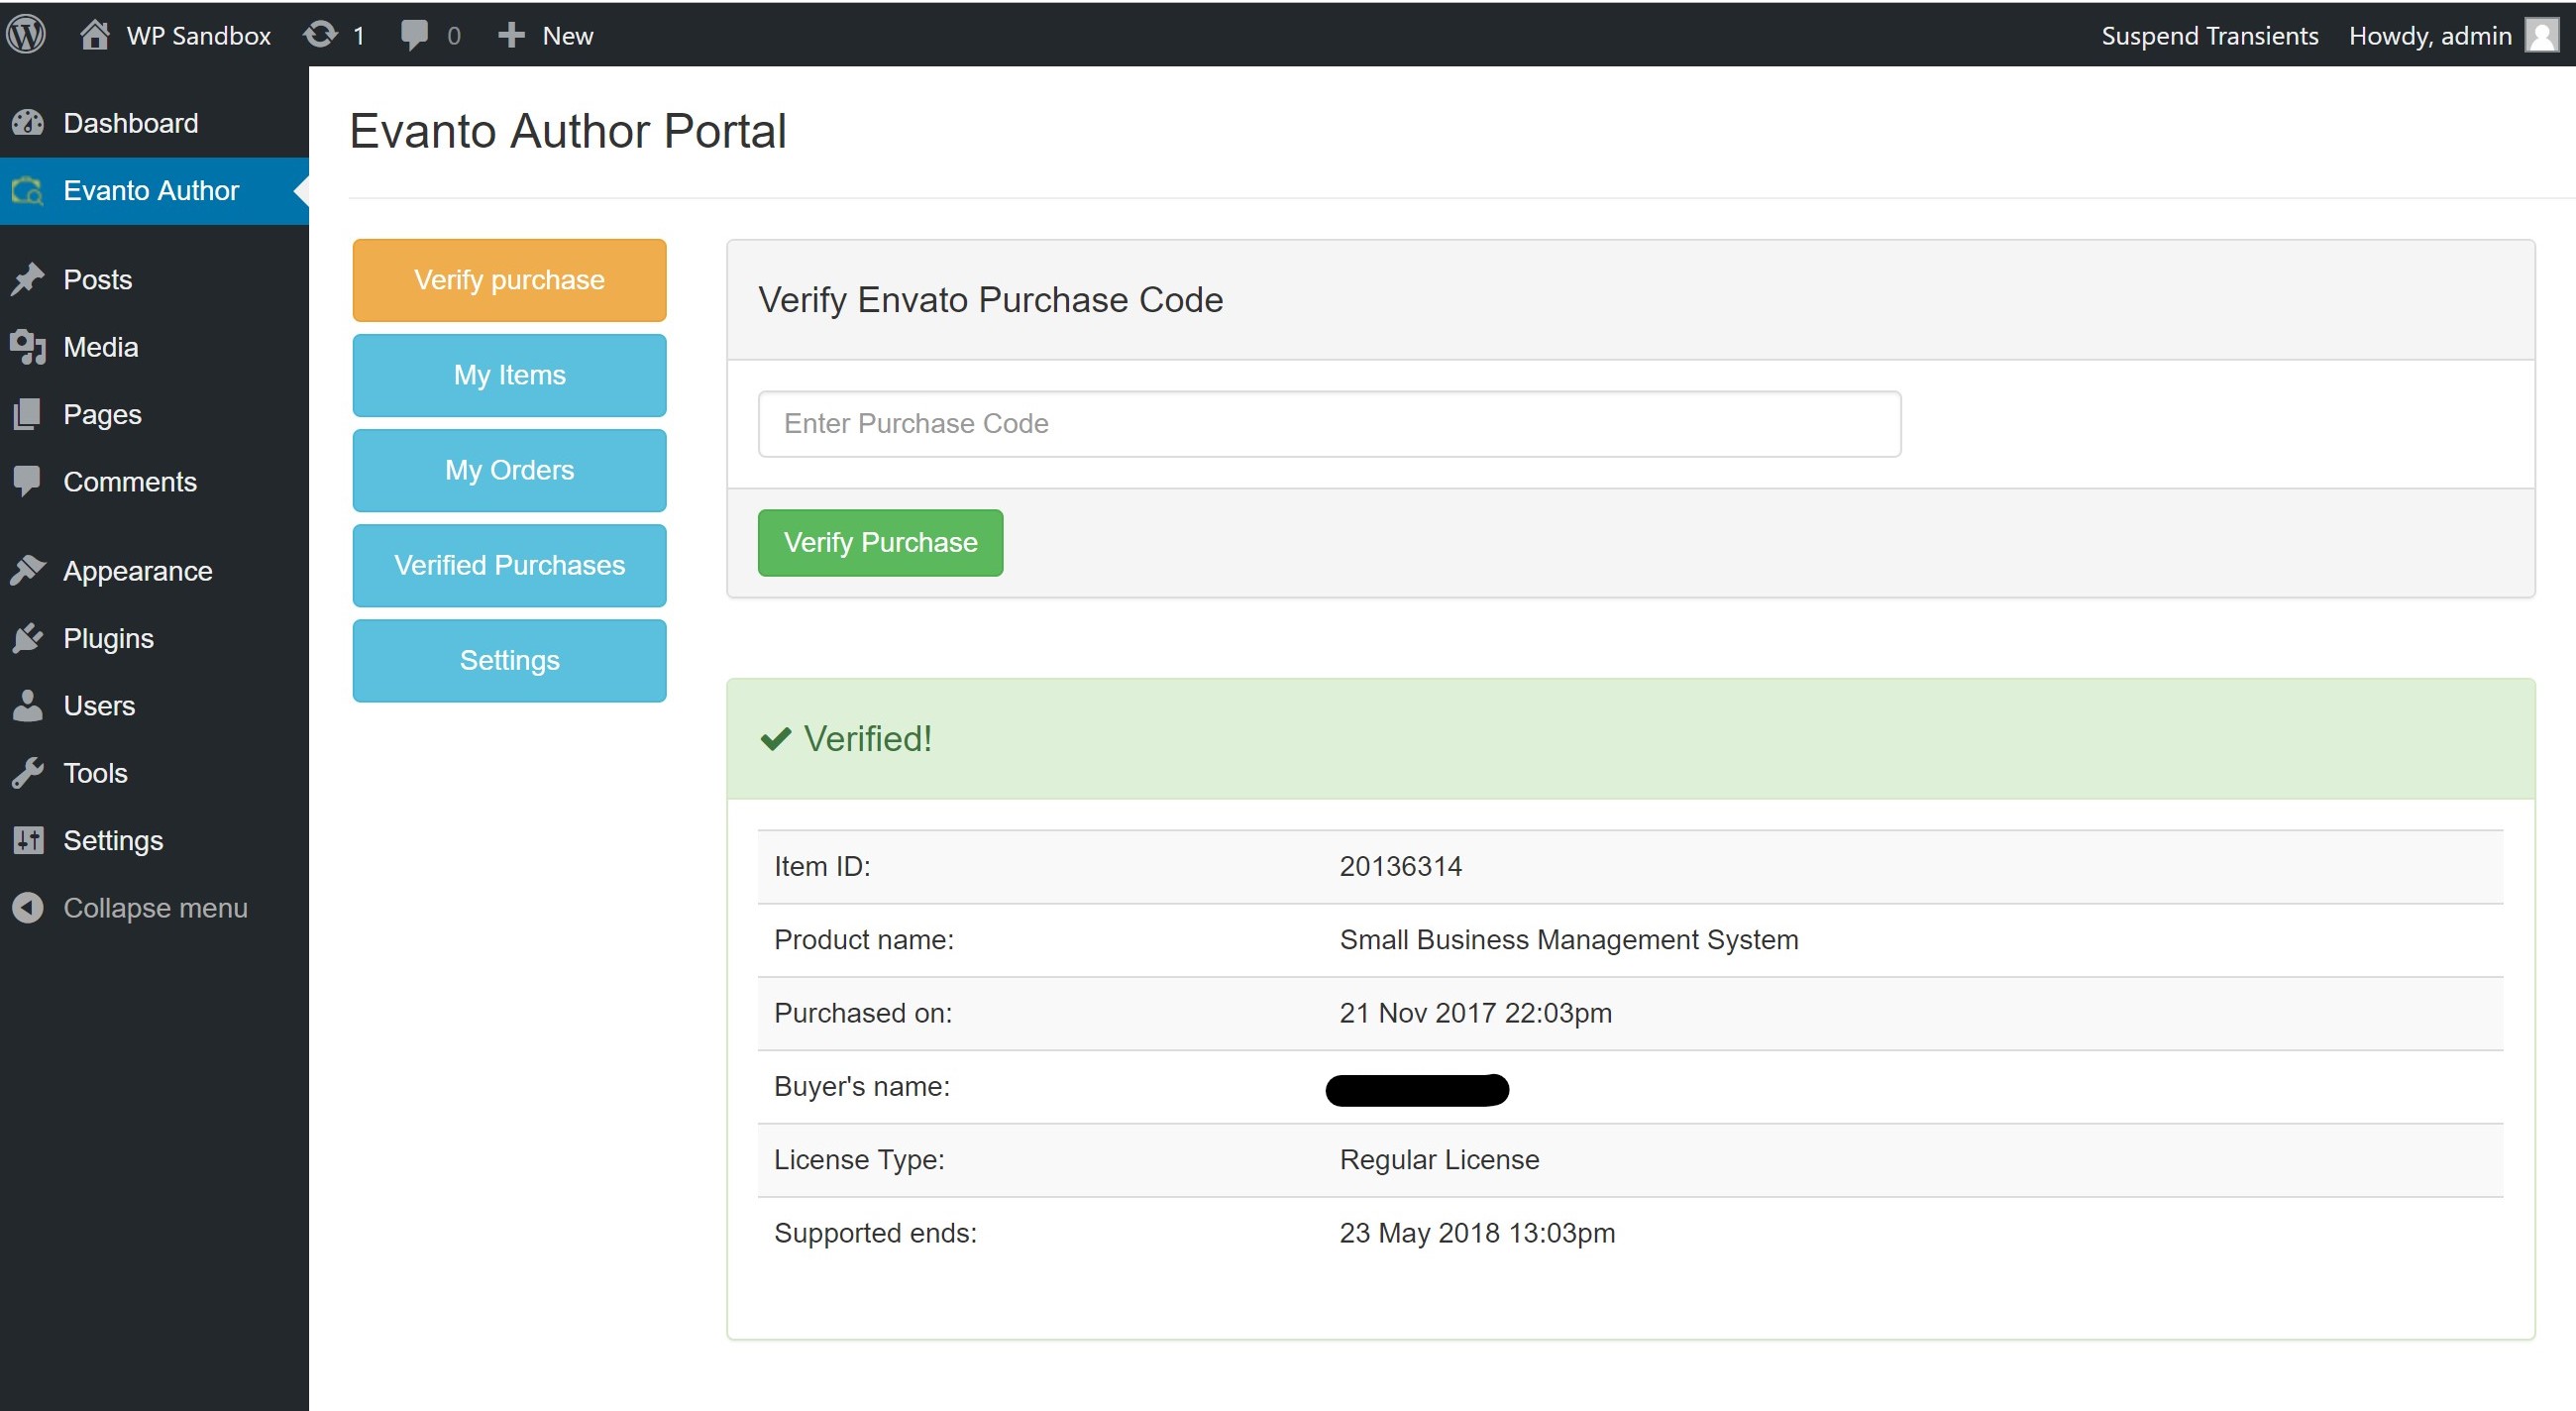 WP Sandbox 1 0 New Suspend Transients Howdy, admin
Dashboard
Evanto Author
Posts
Media
Pages
Comments
Appearance
Plugins
Users
Tools
Settings
Collapse menu
Evanto Author Portal
Verify purchase
My Items
My Orders
Verified Purchases
Settings
Verify Envato Purchase Code
Enter Purchase Code
Verify Purchase
Verified!
Item ID: 20136314
Product name: Small Business Management System
Purchased on: 21 Nov 2017 22:03pm
Buyer's name:
License Type: Regular License
Supported ends: 23 May 2018 13:03pm